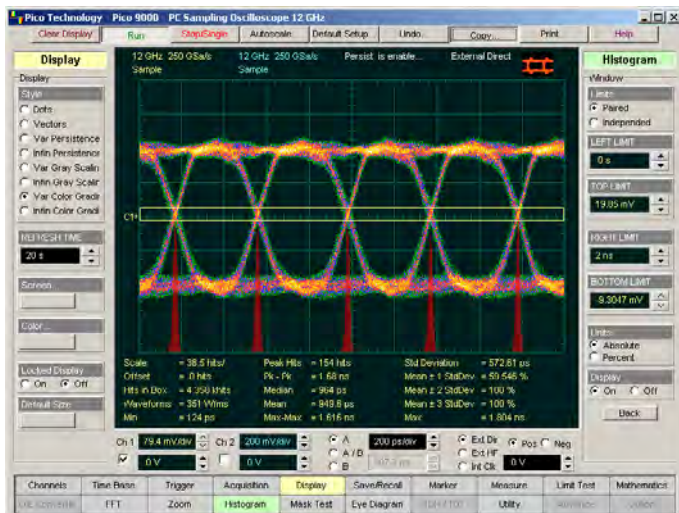 Pico Technology Pico 9000 PC Sampling Oscilloscope 12 GHz
Clear Display Run Stop/Single Autoscale Default Setup Undo... Copy... Print Help
Display
12 GHz 250 GSa/s 12 GHz 250 GSa/s Persist is enable... External Direct
Sample Sample
Histogram
Display
Style
Dots
Vectors
Var Persistence
Infin Persistence
Var Gray Scalin
Infin Gray Scalir
Var Color Gradi
Infin Color Gradi
REFRESH TIME
20 s
Screen...
Color...
Locked Display
On Off
Default Size
C1
Window
Limits
Paired
Independed
LEFT LIMIT
0 s
TOP LIMIT
19.85 mV
RIGHT LIMIT
2 ns
BOTTOM LIMIT
-9.3047 mV
Units
Absolute
Percent
Display
On Off
Back
Scale = 38.5 hits/ Peak Hits = 154 hits Std Deviation = 572.61 ps
Offset = 0 hits Pk - Pk = 1.68 ns Mean ± 1 StdDev = 59.546 %
Hits in Box = 4.358 khits Median = 964 ps Mean ± 2 StdDev = 100 %
Waveforms = 351 Wfms Mean = 949.6 ps Mean ± 3 StdDev = 100 %
Min = 124 ps Max-Max = 1.616 ns Max = 1.804 ns
Ch 1 79.4 mV/div Ch 2 200 mV/div A 200 ps/div Ext Dir Pos Neg
A / B Ext HF
0 V 0 V B Int Clk 0 V
Channels Time Base Trigger Acquisition Display Save/Recall Marker Measure Limit Test Mathematics
FFT Zoom Histogram Mask Test Eye Diagram Utility